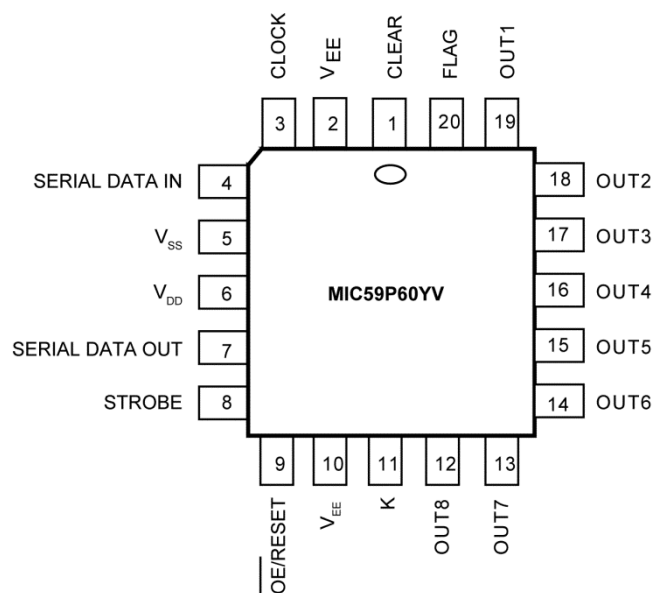 CLOCK
VEE
CLEAR
FLAG
OUT1
3
2
1
20
19
SERIAL DATA IN
4
18
OUT2
VSS
5
17
OUT3
VDD
6
MIC59P60YV
16
OUT4
SERIAL DATA OUT
7
15
OUT5
STROBE
8
14
OUT6
9
10
11
12
13
OE/RESET
VEE
K
OUT8
OUT7